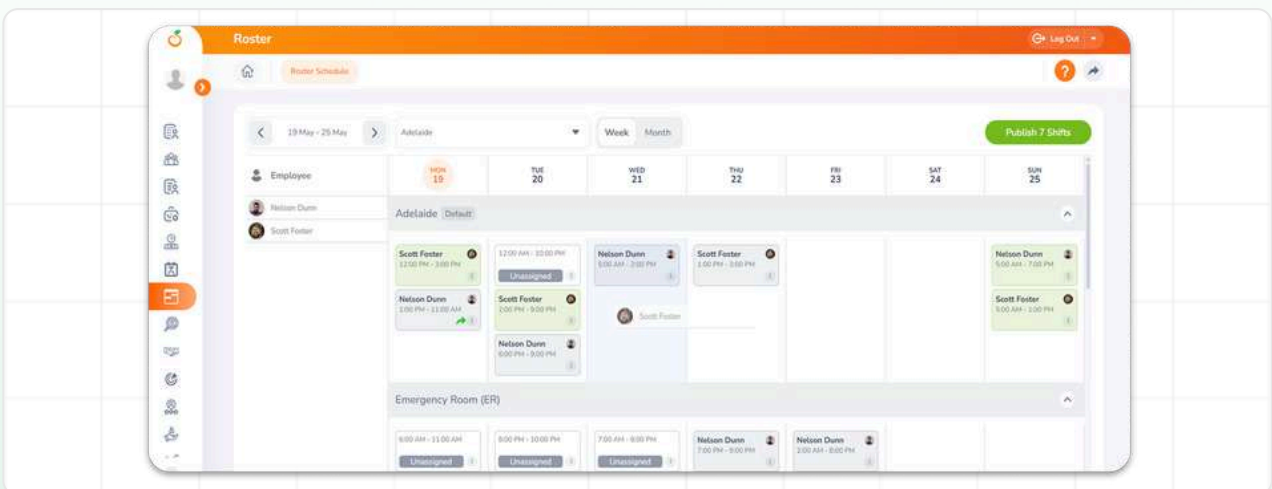 Roster
Log Out
Roster Schedule
19 May - 25 May
Adelaide
Week Month
Publish 7 Shifts
Employee
MON
19
TUE
20
WED
21
THU
22
FRI
23
SAT
24
SUN
25
Nelson Dunn
Scott Foster
Adelaide Default
Scott Foster
12:00 PM - 3:00 PM
12:00 AM - 10:00 PM
Unassigned
Nelson Dunn
5:00 AM - 2:00 PM
Scott Foster
1:00 PM - 3:00 PM
Nelson Dunn
5:00 AM - 7:00 PM
Nelson Dunn
1:00 PM - 11:00 AM
Scott Foster
2:00 PM - 9:00 PM
Scott Foster
Scott Foster
5:00 AM - 1:00 PM
Nelson Dunn
6:00 PM - 9:00 PM
Emergency Room (ER)
6:00 AM - 11:00 AM
Unassigned
8:00 PM - 10:00 PM
Unassigned
7:00 AM - 9:00 PM
Unassigned
Nelson Dunn
7:00 PM - 9:00 PM
Nelson Dunn
2:00 AM - 8:00 PM